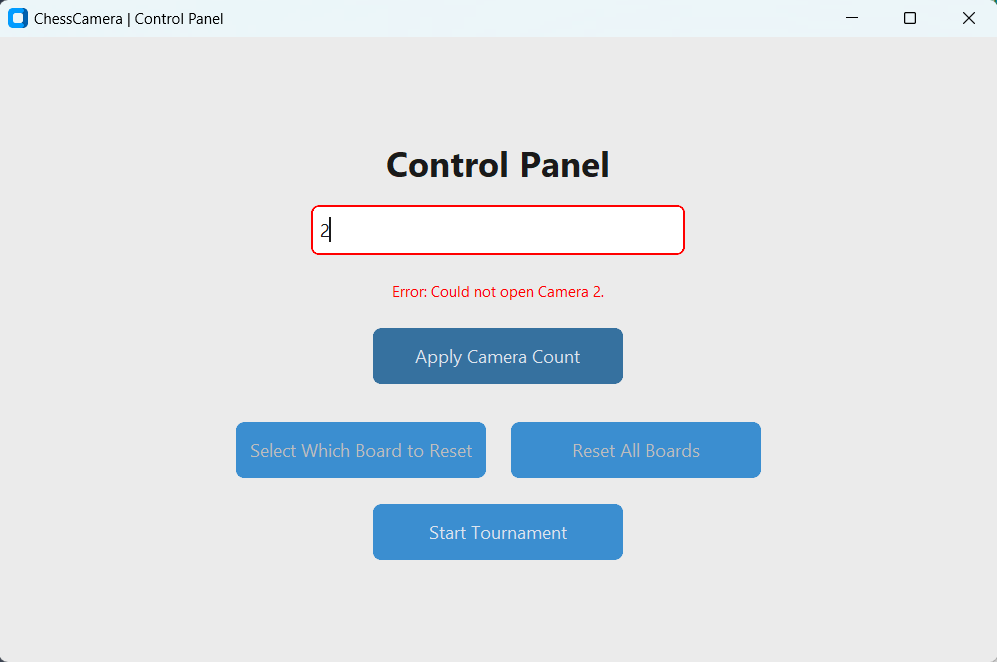 ChessCamera | Control Panel
Control Panel
2
Error: Could not open Camera 2.
Apply Camera Count
Select Which Board to Reset
Reset All Boards
Start Tournament